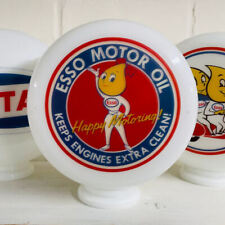 ESSO MOTOR OIL
Esso
Happy Motoring!
KEEPS ENGINES EXTRA CLEAN!
TA